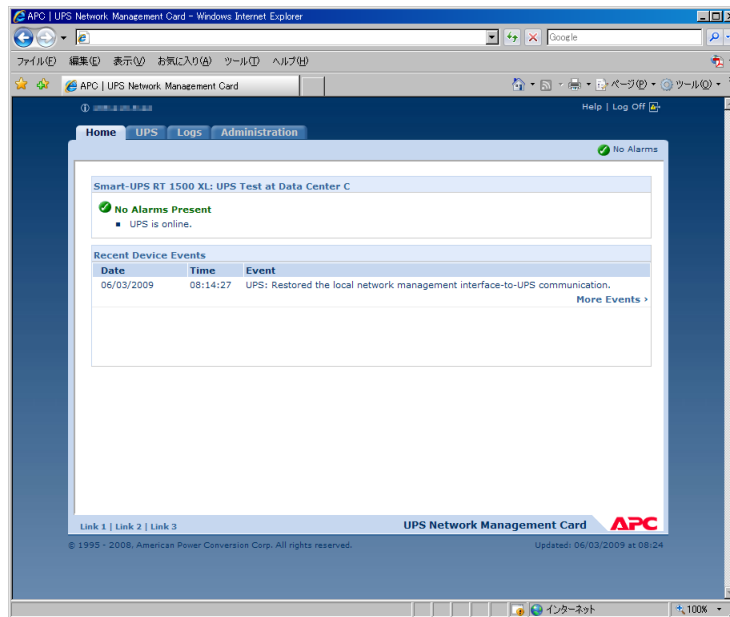 APC | UPS Network Management Card - Windows Internet Explorer
Google
ファイル(F) 編集(E) 表示(V) お気に入り(A) ツール(T) ヘルプ(H)
APC | UPS Network Management Card
ページ(P) ツール(O)
Help | Log Off
Home UPS Logs Administration
No Alarms
Smart-UPS RT 1500 XL: UPS Test at Data Center C
No Alarms Present
UPS is online.
Recent Device Events
Date Time Event
06/03/2009 08:14:27 UPS: Restored the local network management interface-to-UPS communication.
More Events ›
Link 1 | Link 2 | Link 3
UPS Network Management Card APC
© 1995 - 2008, American Power Conversion Corp. All rights reserved.
Updated: 06/03/2009 at 08:24
インターネット
100%